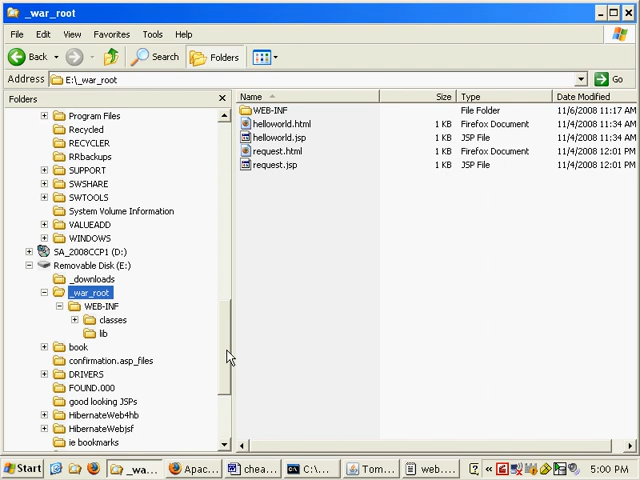 _war_root
File Edit View Favorites Tools Help
Back Search Folders
Address E:\_war_root Go
Folders
Name Size Type Date Modified
Program Files
Recycled
RECYCLER
RRbackups
SUPPORT
SWSHARE
SWTOOLS
System Volume Information
VALUEADD
WINDOWS
SA_2008CCP1 (D:)
Removable Disk (E:)
_downloads
_war_root
WEB-INF
classes
lib
book
confirmation.asp_files
DRIVERS
FOUND.000
good looking JSPs
HibernateWeb4hb
HibernateWebjsf
ie bookmarks
WEB-INF File Folder 11/6/2008 11:17 AM
helloworld.html 1 KB Firefox Document 11/4/2008 11:34 AM
helloworld.jsp 1 KB JSP File 11/4/2008 11:34 AM
request.html 1 KB Firefox Document 11/4/2008 12:01 PM
request.jsp 1 KB JSP File 11/4/2008 12:01 PM
Start _wa... Apac... chea... C:\... Tom... web.... 5:00 PM